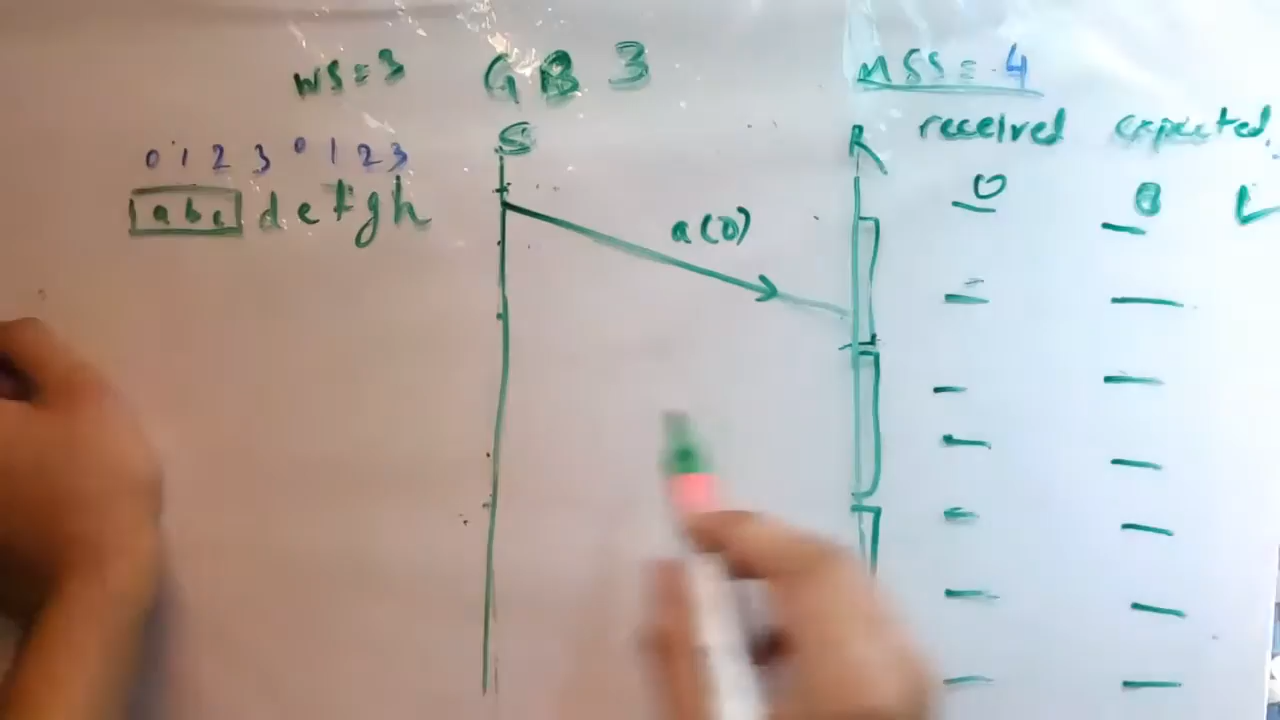 WS = 3 GB 3 MSS = 4
S R received expected
0 1 2 3 0 1 2 3
a b c d e f g h
0 0
a(0)